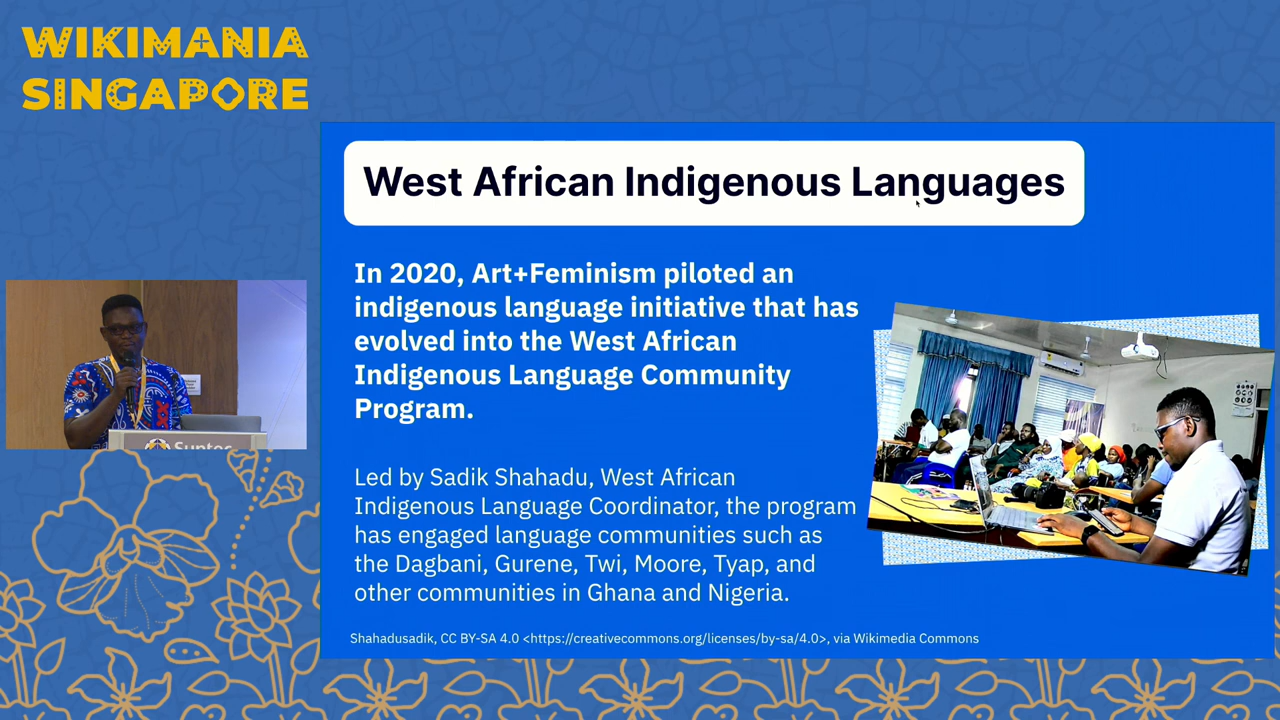 WIKIMANIA
SINGAPORE
West African Indigenous Languages
In 2020, Art+Feminism piloted an
indigenous language initiative that has
evolved into the West African
Indigenous Language Community
Program.
Led by Sadik Shahadu, West African
Indigenous Language Coordinator, the program
has engaged language communities such as
the Dagbani, Gurene, Twi, Moore, Tyap, and
other communities in Ghana and Nigeria.
Shahadusadik, CC BY-SA 4.0 <https://creativecommons.org/licenses/by-sa/4.0>, via Wikimedia Commons
Suntec